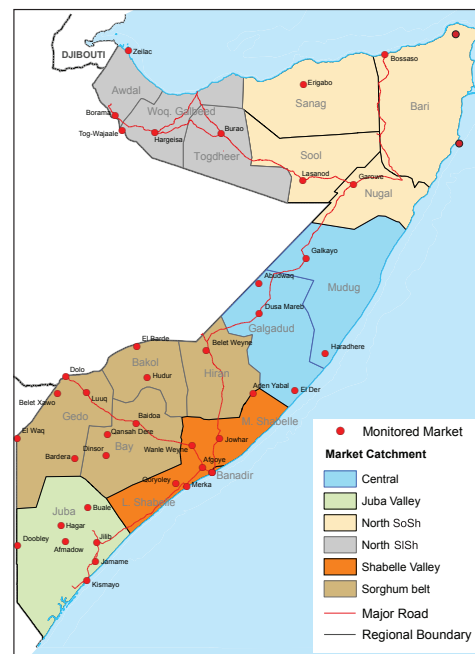 DJIBOUTI
Zeilac
Bossaso
Awdal
Erigabo
Sanag
Bari
Borama
Woq. Galbeed
Tog-Wajaale
Hargeisa
Burao
Togdheer
Sool
Lasanod
Garowe
Nugal
Galkayo
Abudwaq
Mudug
Dusa Mareb
Galgadud
El Barde
Belet Weyne
Bakol
Haradhere
Dolo
Hudur
Hiran
Belet Xawo
Luuq
Aden Yabal
El Der
Gedo
Baidoa
M. Shabelle
El Waq
Qansah Dere
Bay
Jowhar
Dinsor
Wanle Weyne
Bardera
Afgoye
Banadir
Qoryoley
Merka
L. Shabelle
Juba
Buale
Hagar
Doobley
Afmadow
Jilib
Jamame
Kismayo
Monitored Market
Market Catchment
Central
Juba Valley
North SoSh
North SlSh
Shabelle Valley
Sorghum belt
Major Road
Regional Boundary